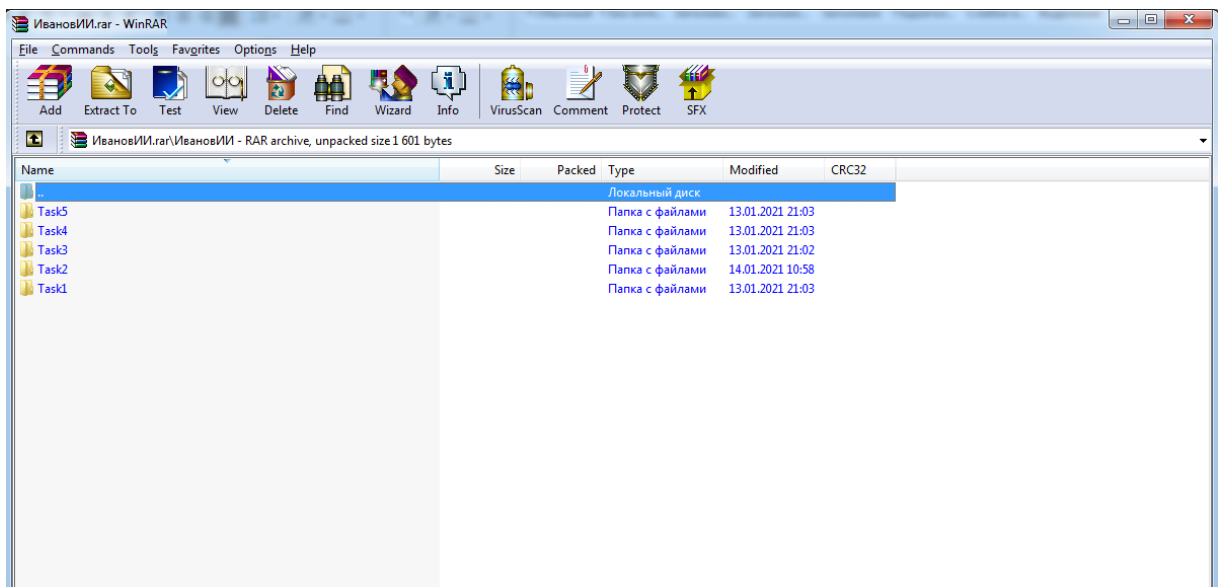 ИвановИИ.rar - WinRAR
File Commands Tools Favorites Options Help
Add Extract To Test View Delete Find Wizard Info VirusScan Comment Protect SFX
ИвановИИ.rar\ИвановИИ - RAR archive, unpacked size 1 601 bytes
Name Size Packed Type Modified CRC32
.. Локальный диск
Task5 Папка с файлами 13.01.2021 21:03
Task4 Папка с файлами 13.01.2021 21:03
Task3 Папка с файлами 13.01.2021 21:02
Task2 Папка с файлами 14.01.2021 10:58
Task1 Папка с файлами 13.01.2021 21:03